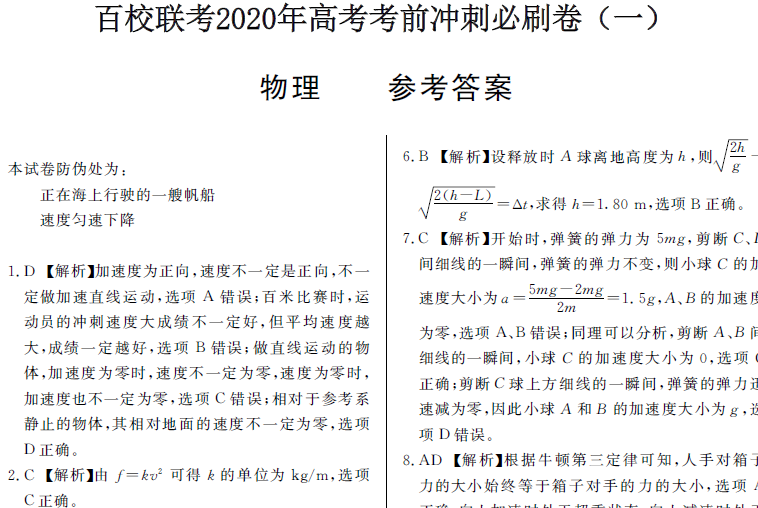 百校联考2020年高考考前冲刺必刷卷（一）
物理 参考答案
本试卷防伪处为：
正在海上行驶的一艘帆船
速度匀速下降
1. D 【解析】加速度为正向,速度不一定是正向,不一
定做加速直线运动,选项 A 错误;百米比赛时,运
动员的冲刺速度大成绩不一定好,但平均速度越
大,成绩一定越好,选项 B 错误;做直线运动的物
体,加速度为零时,速度不一定为零,速度为零时,
加速度也不一定为零,选项 C 错误;相对于参考系
静止的物体,其相对地面的速度不一定为零,选项
D 正确。
2. C 【解析】由 f=kv² 可得 k 的单位为 kg/m,选项
C 正确。
6. B 【解析】设释放时 A 球离地高度为 h,则√(2h/g) −
√(2(h−L)/g)=Δt,求得 h=1.80 m,选项 B 正确。
7. C 【解析】开始时,弹簧的弹力为 5mg,剪断 C、
间细线的一瞬间,弹簧的弹力不变,则小球 C 的加
速度大小为 a=(5mg−2mg)/2m=1.5g,A、B 的加速度
为零,选项 A、B 错误;同理可以分析,剪断 A、B 间
细线的一瞬间,小球 C 的加速度大小为 0,选项
正确;剪断 C 球上方细线的一瞬间,弹簧的弹力迅
速减为零,因此小球 A 和 B 的加速度大小为 g,选
项 D 错误。
8. AD 【解析】根据牛顿第三定律可知,人手对箱子
力的大小始终等于箱子对手的力的大小,选项 A